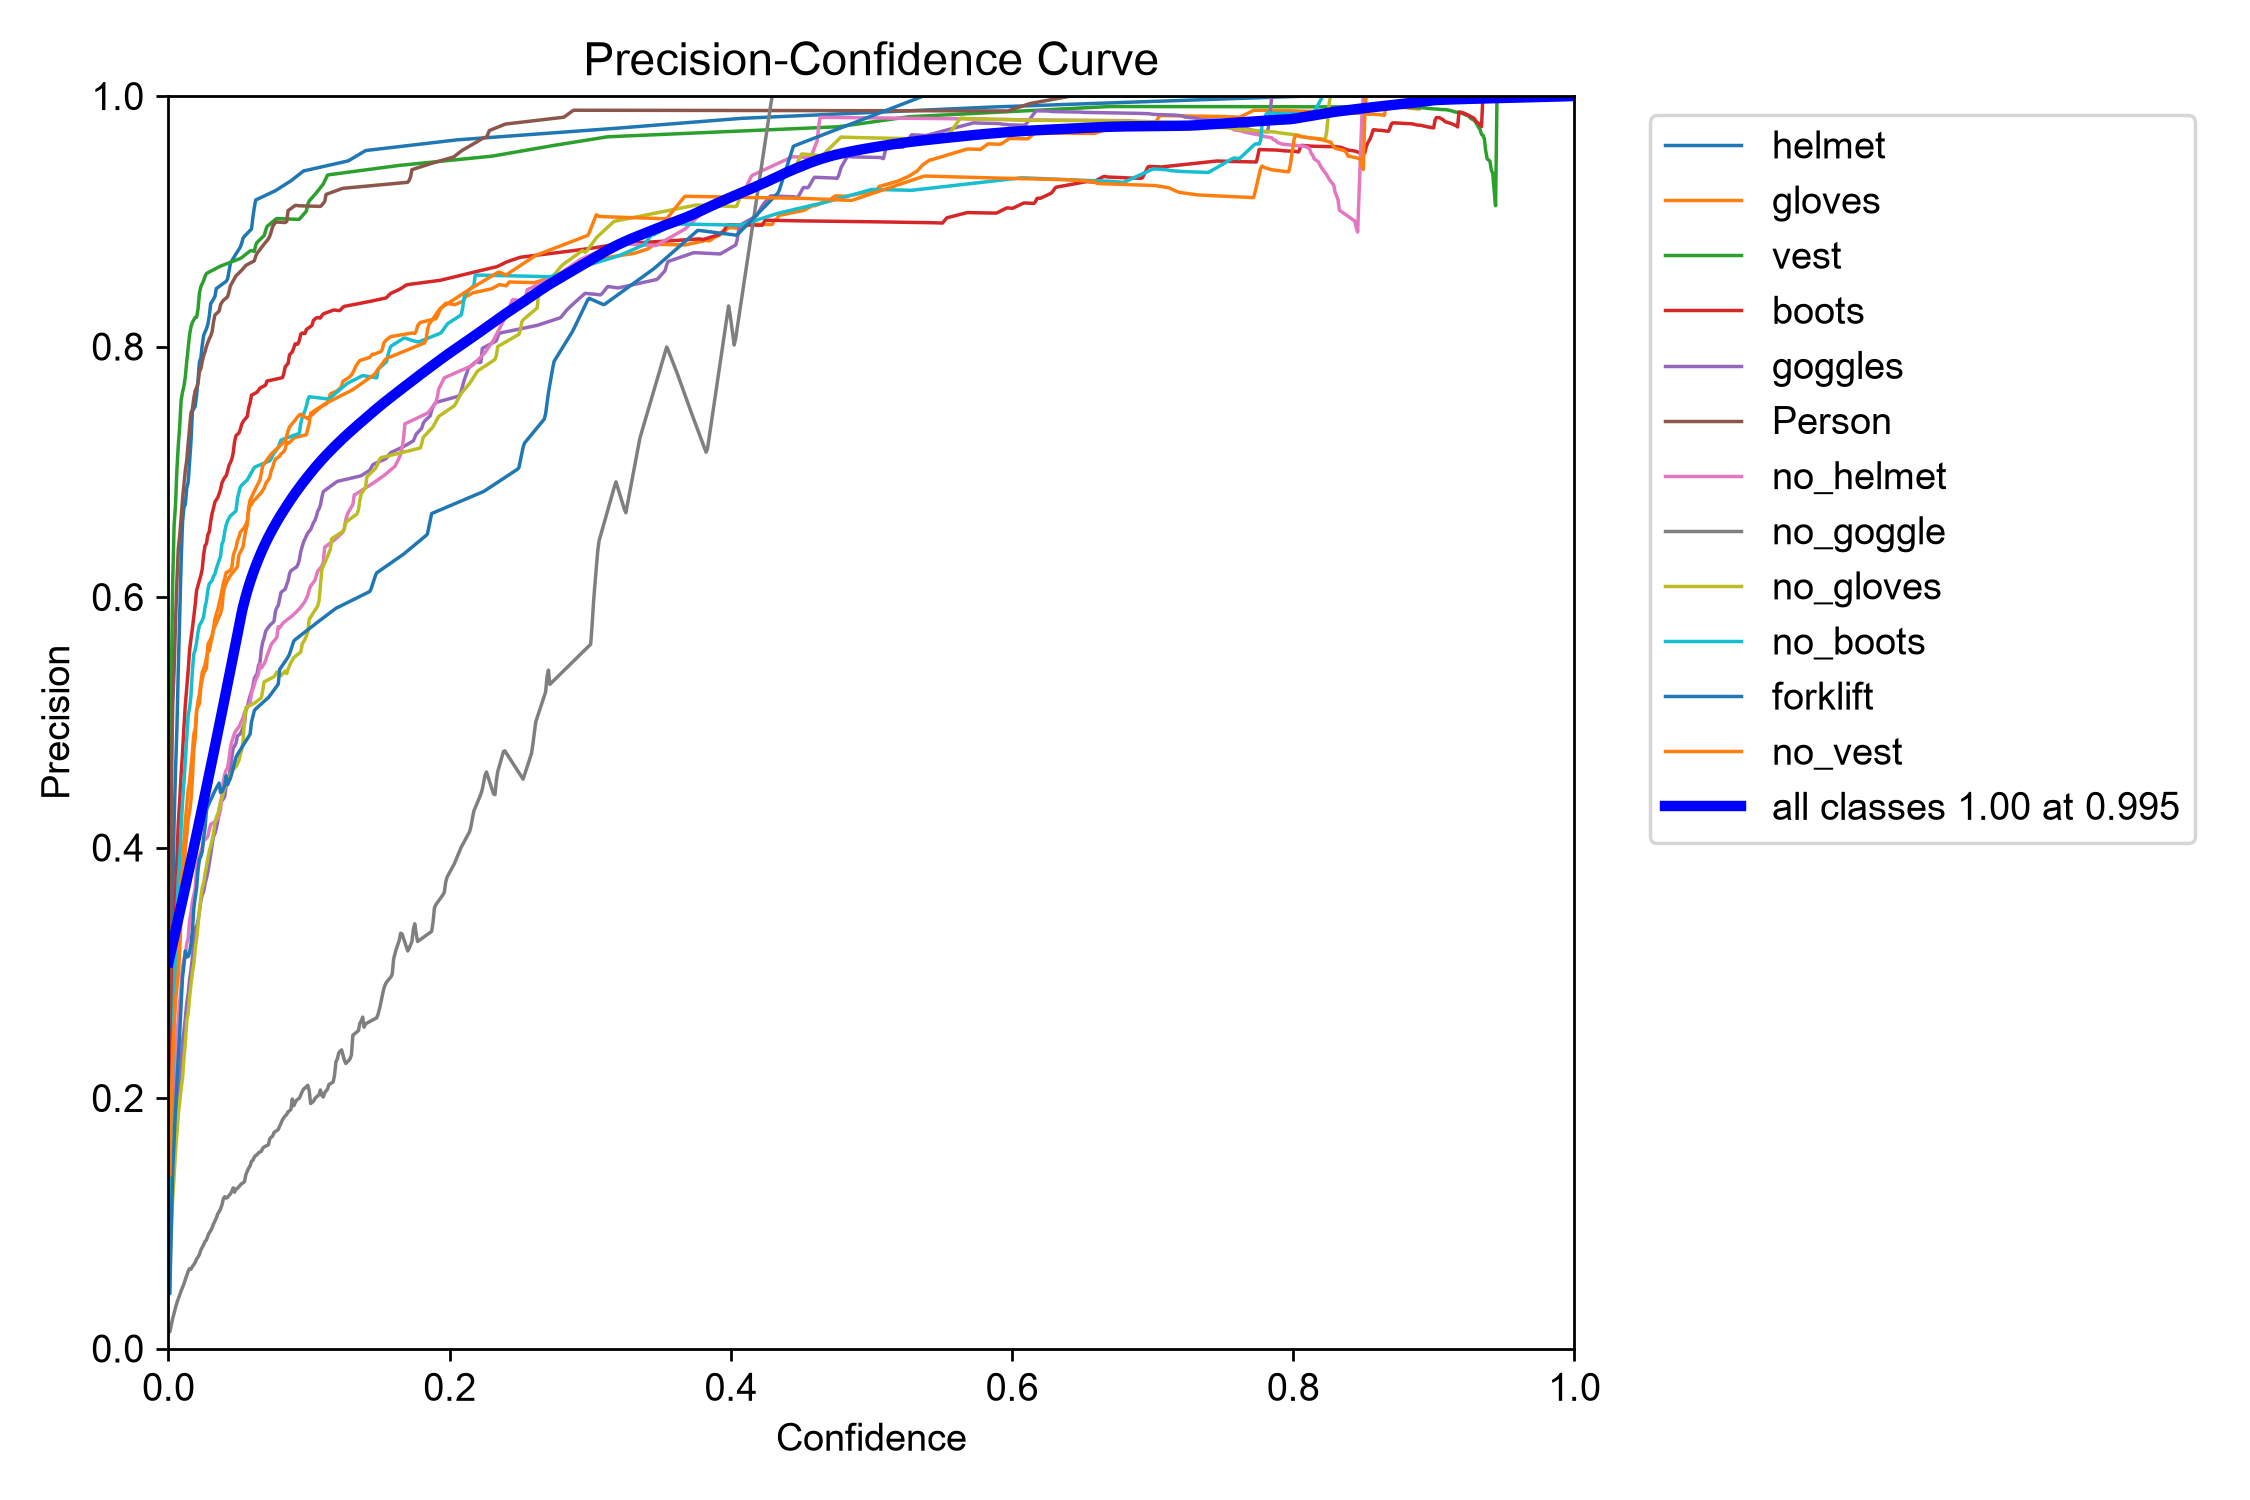 Precision-Confidence Curve
1.0
0.8
0.6
0.4
0.2
0.0
Precision
0.0 0.2 0.4 0.6 0.8 1.0
Confidence
helmet
gloves
vest
boots
goggles
Person
no_helmet
no_goggle
no_gloves
no_boots
forklift
no_vest
all classes 1.00 at 0.995